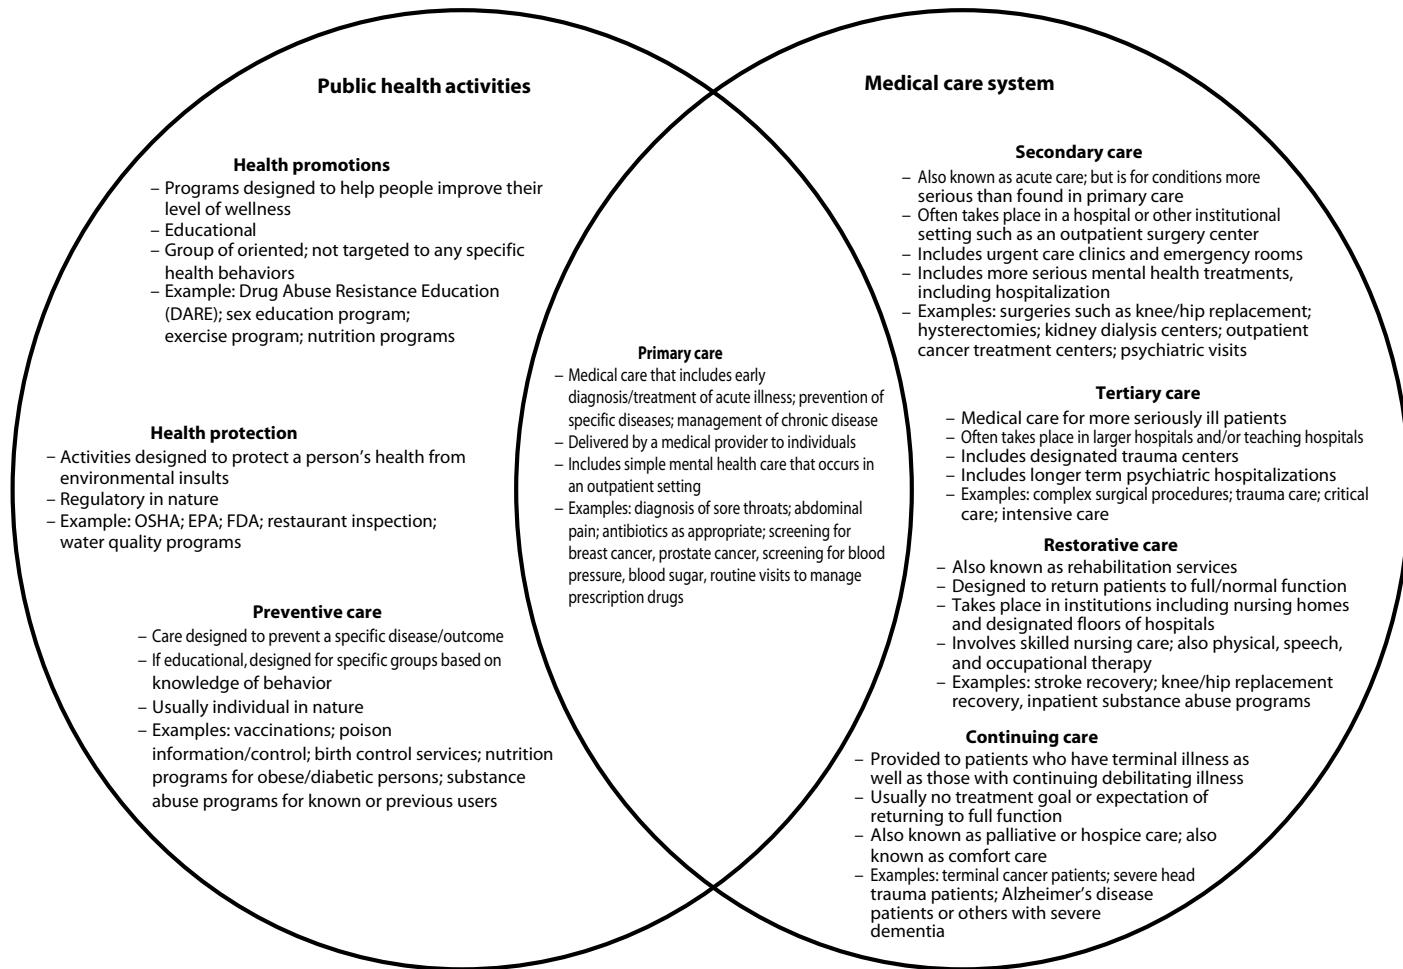 Public health activities
Health promotions
– Programs designed to help people improve their
level of wellness
– Educational
– Group of oriented; not targeted to any specific
health behaviors
– Example: Drug Abuse Resistance Education
(DARE); sex education program;
exercise program; nutrition programs
Health protection
– Activities designed to protect a person’s health from
environmental insults
– Regulatory in nature
– Example: OSHA; EPA; FDA; restaurant inspection;
water quality programs
Preventive care
– Care designed to prevent a specific disease/outcome
– If educational, designed for specific groups based on
knowledge of behavior
– Usually individual in nature
– Examples: vaccinations; poison
information/control; birth control services; nutrition
programs for obese/diabetic persons; substance
abuse programs for known or previous users
Primary care
– Medical care that includes early
diagnosis/treatment of acute illness; prevention of
specific diseases; management of chronic disease
– Delivered by a medical provider to individuals
– Includes simple mental health care that occurs in
an outpatient setting
– Examples: diagnosis of sore throats; abdominal
pain; antibiotics as appropriate; screening for
breast cancer, prostate cancer, screening for blood
pressure, blood sugar, routine visits to manage
prescription drugs
Medical care system
Secondary care
– Also known as acute care; but is for conditions more
serious than found in primary care
– Often takes place in a hospital or other institutional
setting such as an outpatient surgery center
– Includes urgent care clinics and emergency rooms
– Includes more serious mental health treatments,
including hospitalization
– Examples: surgeries such as knee/hip replacement;
hysterectomies; kidney dialysis centers; outpatient
cancer treatment centers; psychiatric visits
Tertiary care
– Medical care for more seriously ill patients
– Often takes place in larger hospitals and/or teaching hospitals
– Includes designated trauma centers
– Includes longer term psychiatric hospitalizations
– Examples: complex surgical procedures; trauma care; critical
care; intensive care
Restorative care
– Also known as rehabilitation services
– Designed to return patients to full/normal function
– Takes place in institutions including nursing homes
and designated floors of hospitals
– Involves skilled nursing care; also physical, speech,
and occupational therapy
– Examples: stroke recovery; knee/hip replacement
recovery, inpatient substance abuse programs
Continuing care
– Provided to patients who have terminal illness as
well as those with continuing debilitating illness
– Usually no treatment goal or expectation of
returning to full function
– Also known as palliative or hospice care; also
known as comfort care
– Examples: terminal cancer patients; severe head
trauma patients; Alzheimer’s disease
patients or others with severe
dementia